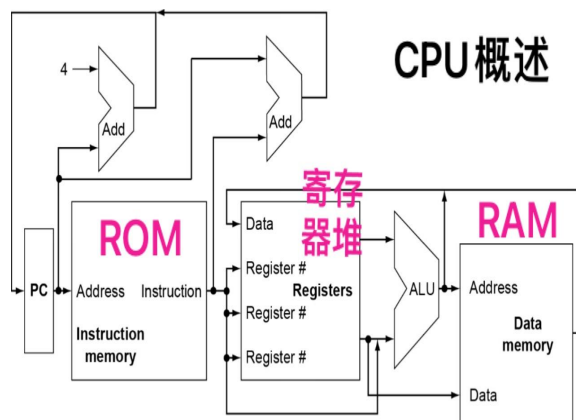 CPU概述
4
Add
Add
寄存
器堆
ROM
RAM
Data
PC
Address
Instruction
Register #
Registers
Register #
Register #
ALU
Address
Instruction
memory
Data
memory
Data